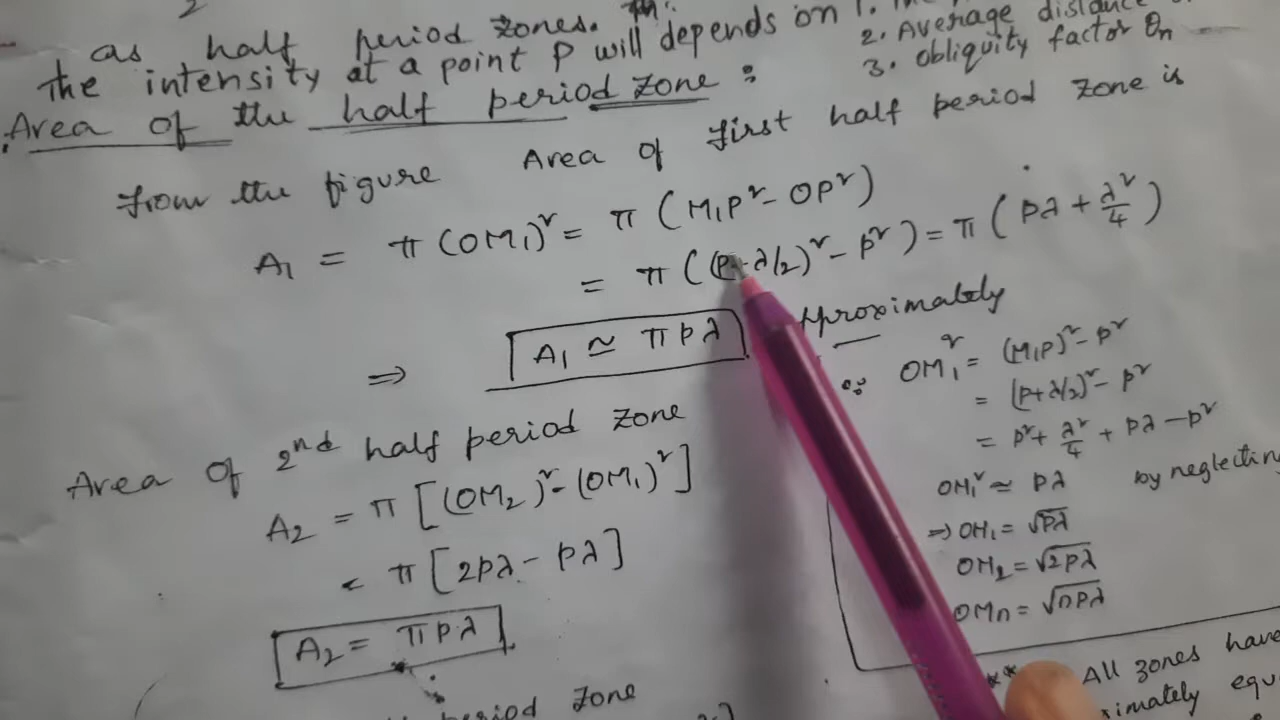 as half period zones.
the intensity at a point P will depends on 1.
2. Average distance
3. obliquity factor θn
Area of the half period zone :
from the figure Area of first half period zone is
A₁ = π (OM₁)² = π (M₁P² - OP²)
= π ((p+λ/2)² - p²) = π (pλ + λ²/4)
⇒ A₁ ≃ πpλ approximately
Area of 2nd half period zone
A₂ = π [(OM₂)² - (OM₁)²]
= π [2pλ - pλ]
A₂ = πpλ
period zone
∵ OM₁² = (M₁P)² - p²
= (p+λ/2)² - p²
= p² + λ²/4 + pλ - p²
OM₁² ≃ pλ by neglectin
⇒ OM₁ = √pλ
OM₂ = √2pλ
OMn = √npλ
** All zones have
ximately equ